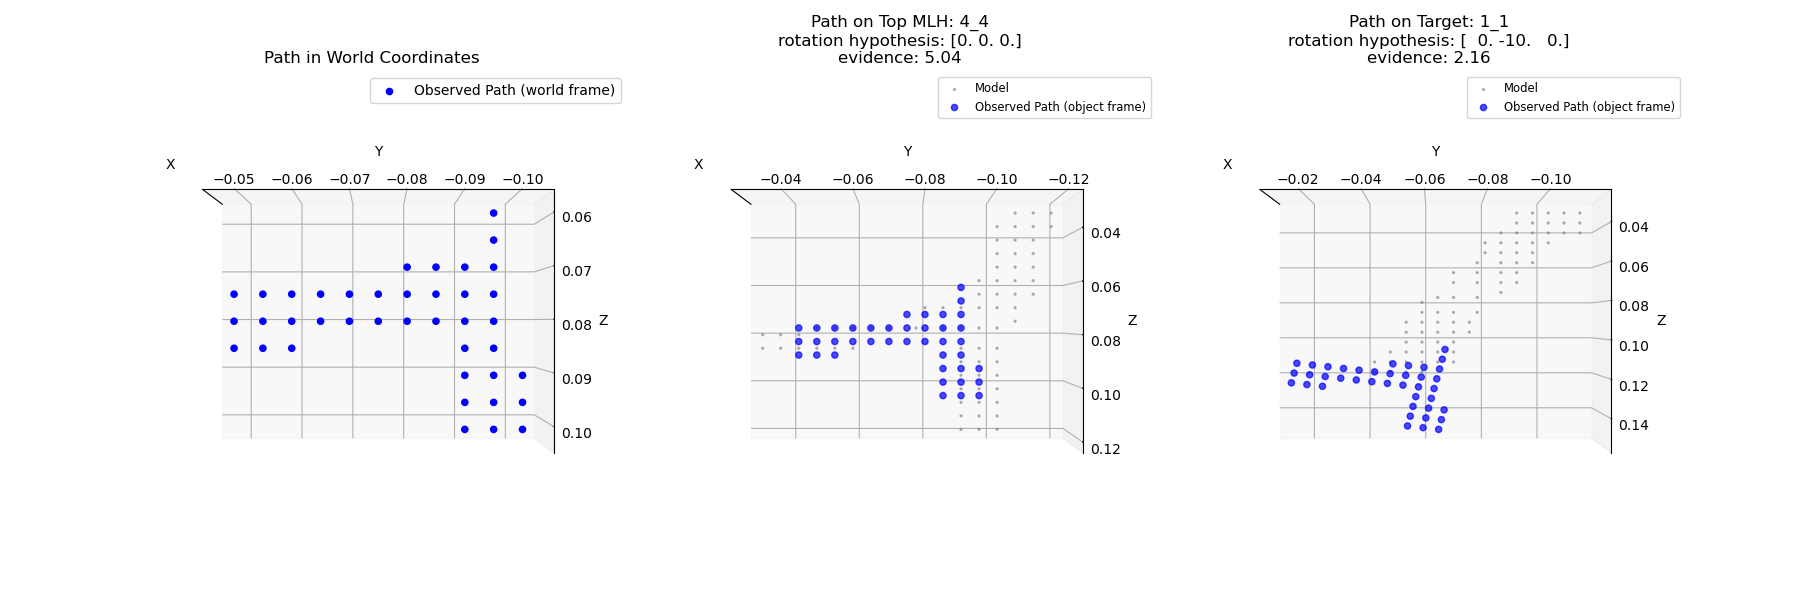 Path in World Coordinates
Observed Path (world frame)
X
Y
−0.05 −0.06 −0.07 −0.08 −0.09 −0.10
0.06
0.07
0.08
Z
0.09
0.10
Path on Top MLH: 4_4
rotation hypothesis: [0. 0. 0.]
evidence: 5.04
Model
Observed Path (object frame)
X
Y
−0.04 −0.06 −0.08 −0.10 −0.12
0.04
0.06
Z
0.08
0.10
0.12
Path on Target: 1_1
rotation hypothesis: [  0. -10.   0.]
evidence: 2.16
Model
Observed Path (object frame)
X
Y
−0.02 −0.04 −0.06 −0.08 −0.10
0.04
0.06
0.08
Z
0.10
0.12
0.14